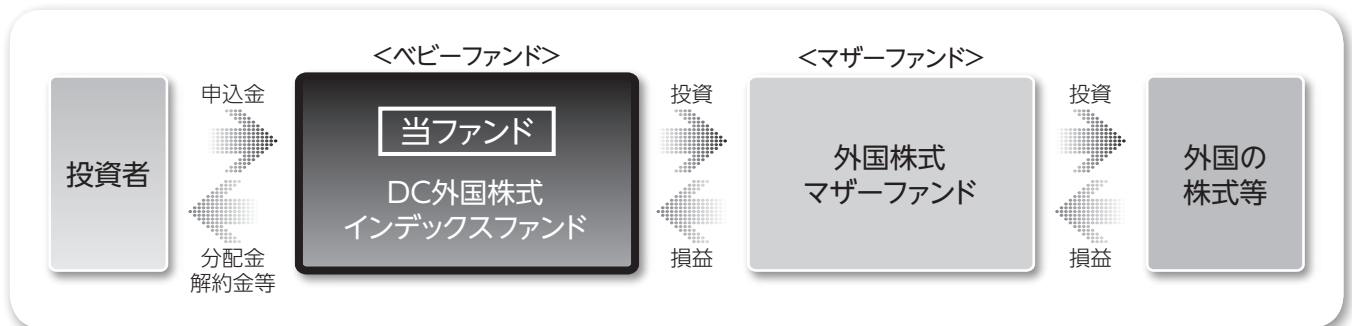 <ベビーファンド>
<マザーファンド>
投資者
申込金
分配金
解約金等
当ファンド
DC外国株式
インデックスファンド
投資
損益
外国株式
マザーファンド
投資
損益
外国の
株式等